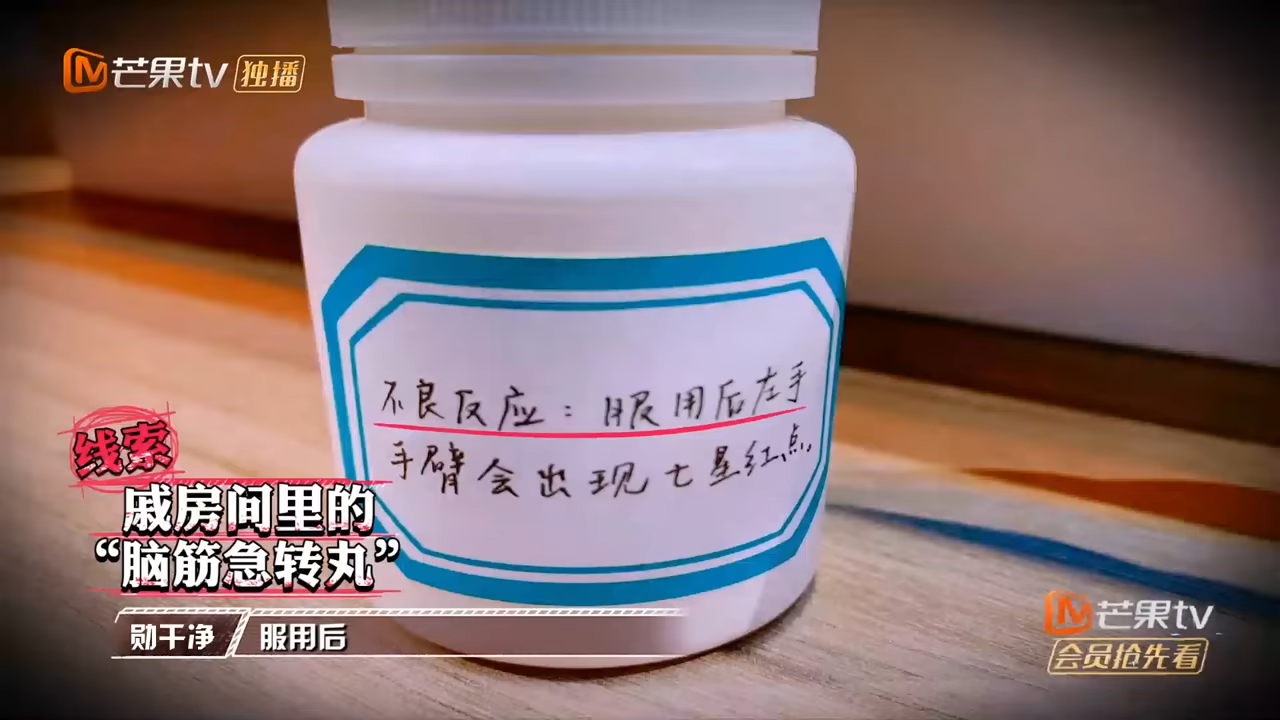 芒果tv 独播
不良反应：服用后左手
手臂会出现七星红点
线索
戚房间里的
“脑筋急转丸”
勋干净 服用后
芒果tv
会员抢先看